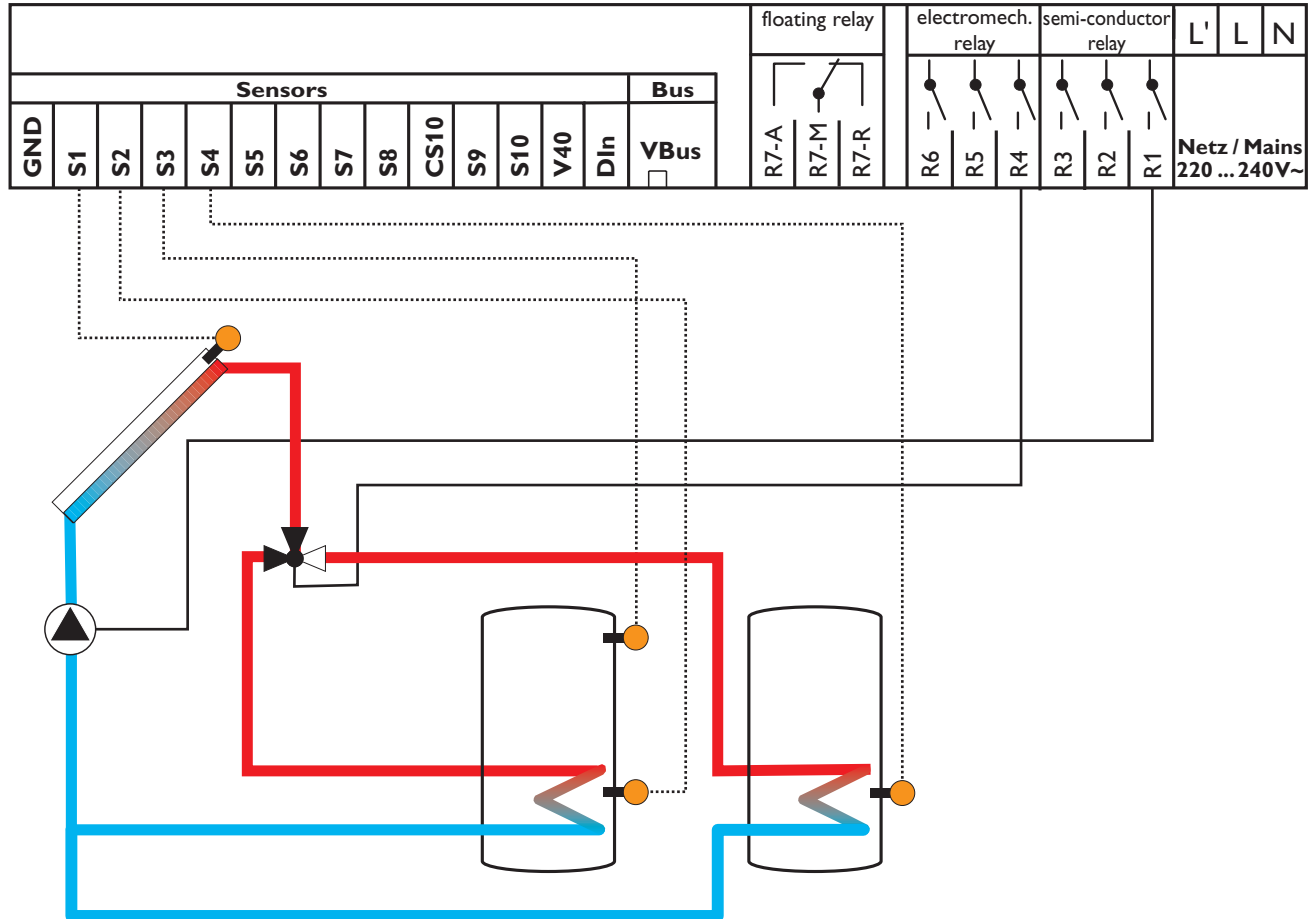 floating relay
electromech.
relay
semi-conductor
relay
L'
L
N
Sensors
Bus
GND
S1
S2
S3
S4
S5
S6
S7
S8
CS10
S9
S10
V40
DIn
VBus
R7-A
R7-M
R7-R
R6
R5
R4
R3
R2
R1
Netz / Mains
220 ... 240V~